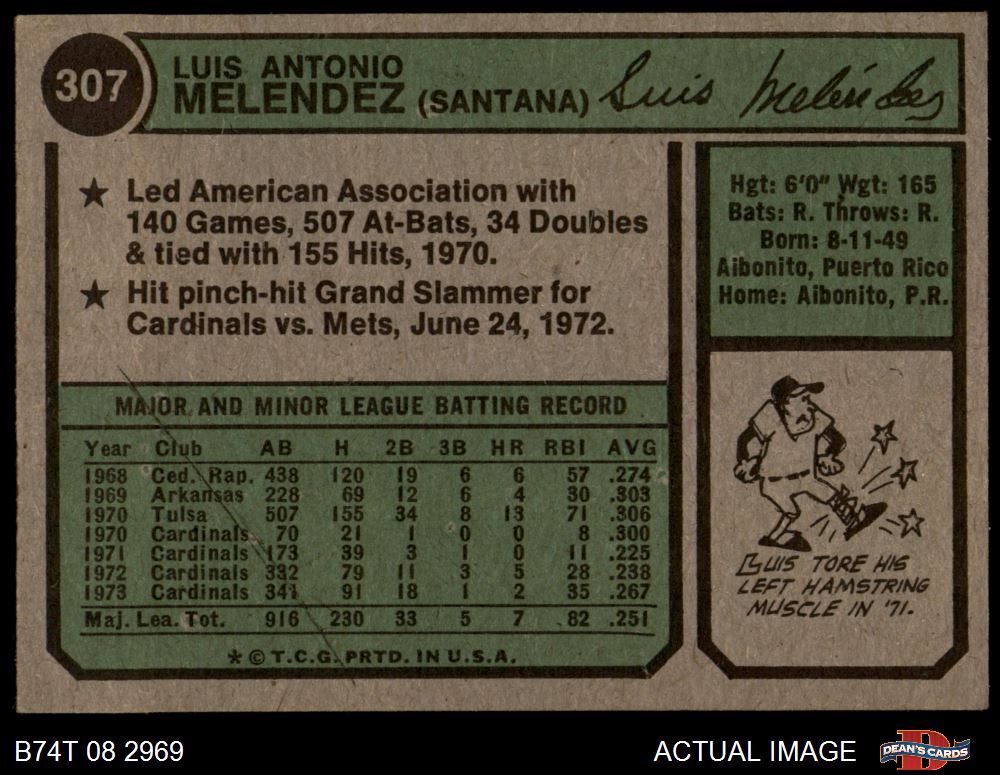 307
LUIS ANTONIO
MELENDEZ (SANTANA) Luis Meléndez
★ Led American Association with
140 Games, 507 At-Bats, 34 Doubles
& tied with 155 Hits, 1970.
★ Hit pinch-hit Grand Slammer for
Cardinals vs. Mets, June 24, 1972.
Hgt: 6'0" Wgt: 165
Bats: R. Throws: R.
Born: 8-11-49
Aibonito, Puerto Rico
Home: Aibonito, P.R.
MAJOR AND MINOR LEAGUE BATTING RECORD
Year Club AB H 2B 3B HR RBI AVG
1968 Ced. Rap. 438 120 19 6 6 57 .274
1969 Arkansas 228 69 12 6 4 30 .303
1970 Tulsa 507 155 34 8 13 71 .306
1970 Cardinals 70 21 1 0 0 8 .300
1971 Cardinals 173 39 3 1 0 11 .225
1972 Cardinals 332 79 11 3 5 28 .238
1973 Cardinals 341 91 18 1 2 35 .267
Maj. Lea. Tot. 916 230 33 5 7 82 .251
* © T.C.G. PRTD. IN U.S.A.
LUIS TORE HIS
LEFT HAMSTRING
MUSCLE IN '71.
B74T 08 2969
ACTUAL IMAGE
DEAN'S CARDS